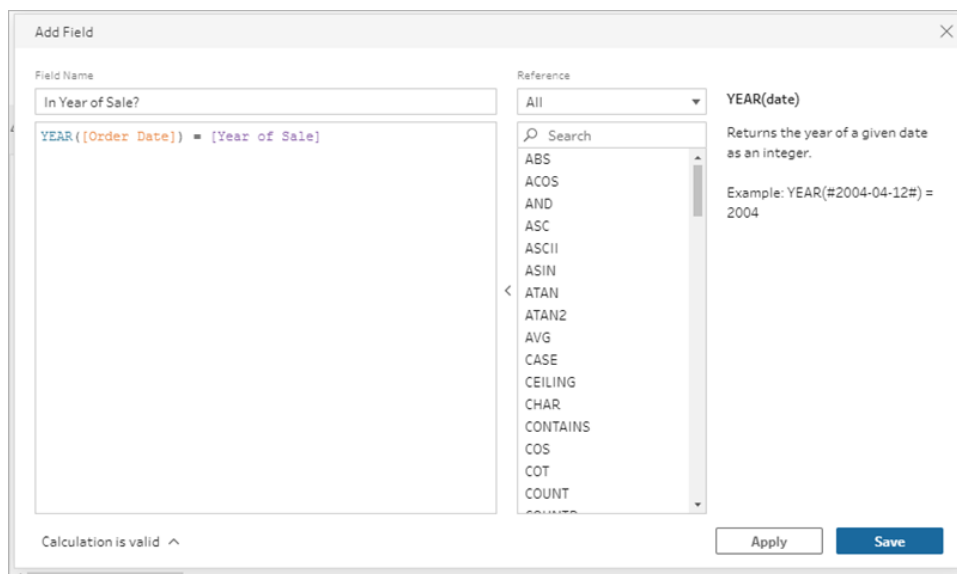 Add Field
Field Name
In Year of Sale?
YEAR([Order Date]) = [Year of Sale]
Reference
All
Search
ABS
ACOS
AND
ASC
ASCII
ASIN
ATAN
ATAN2
AVG
CASE
CEILING
CHAR
CONTAINS
COS
COT
COUNT
YEAR(date)
Returns the year of a given date
as an integer.
Example: YEAR(#2004-04-12#) =
2004
Calculation is valid
Apply
Save